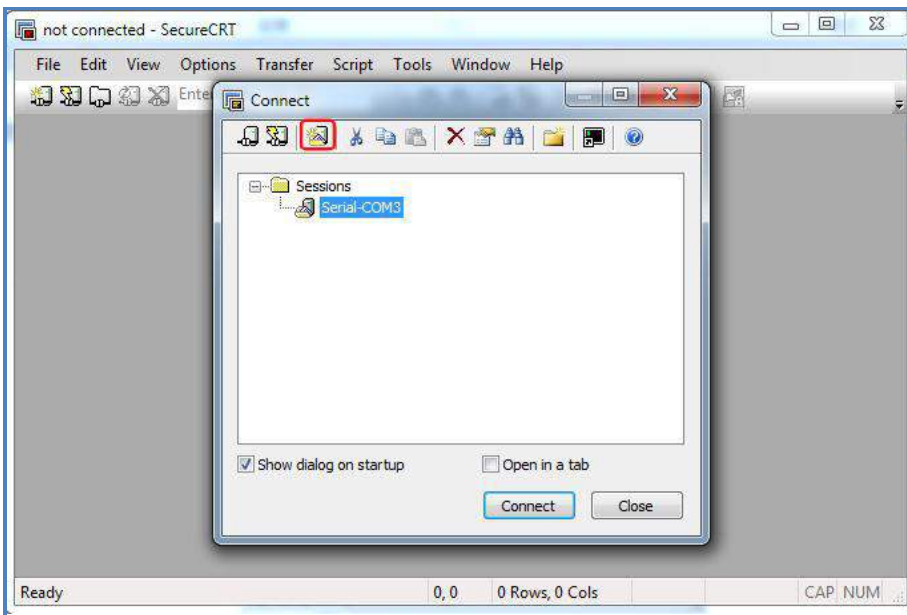 not connected - SecureCRT
File Edit View Options Transfer Script Tools Window Help
Ente
Connect
Sessions
Serial-COM3
Show dialog on startup
Open in a tab
Connect
Close
Ready
0, 0
0 Rows, 0 Cols
CAP NUM